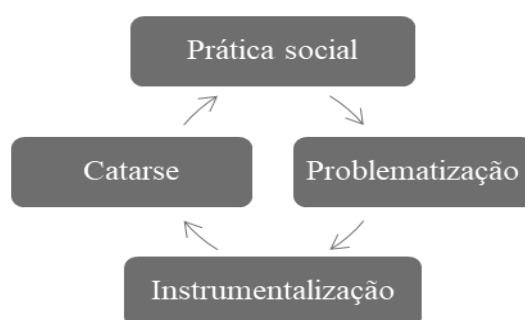 Prática social
Problematização
Instrumentalização
Catarse